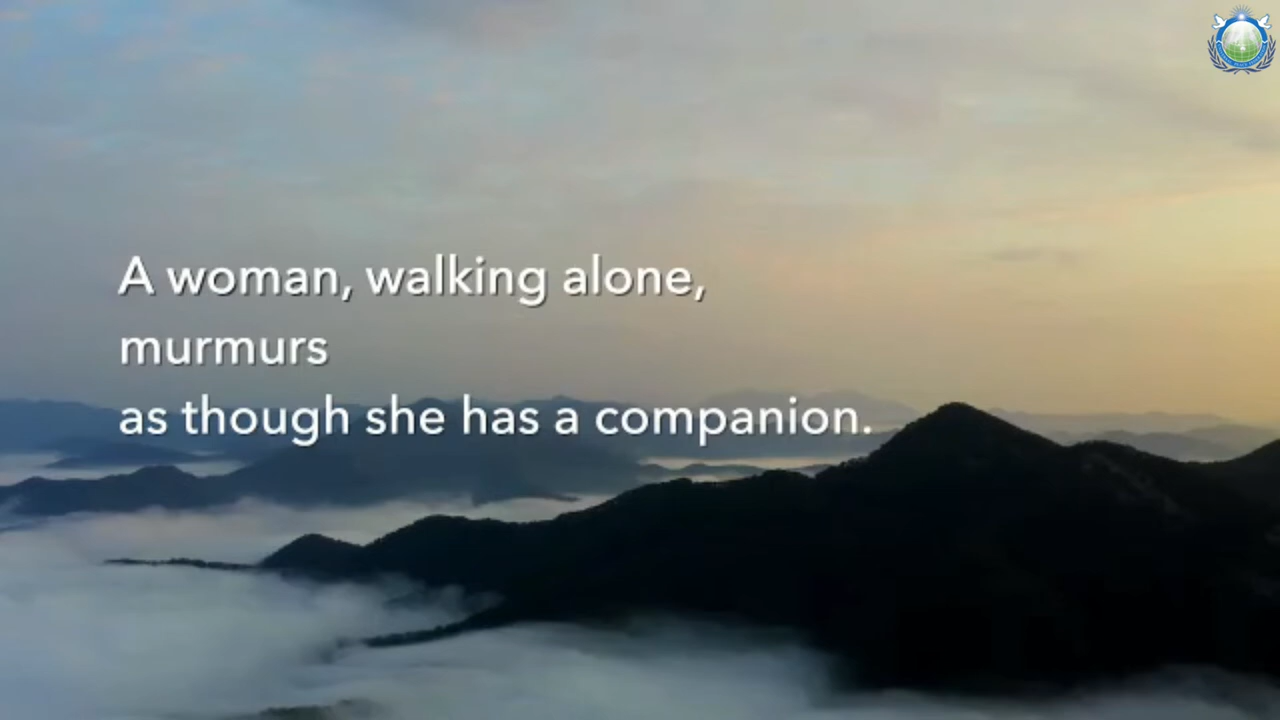 A woman, walking alone,
murmurs
as though she has a companion.